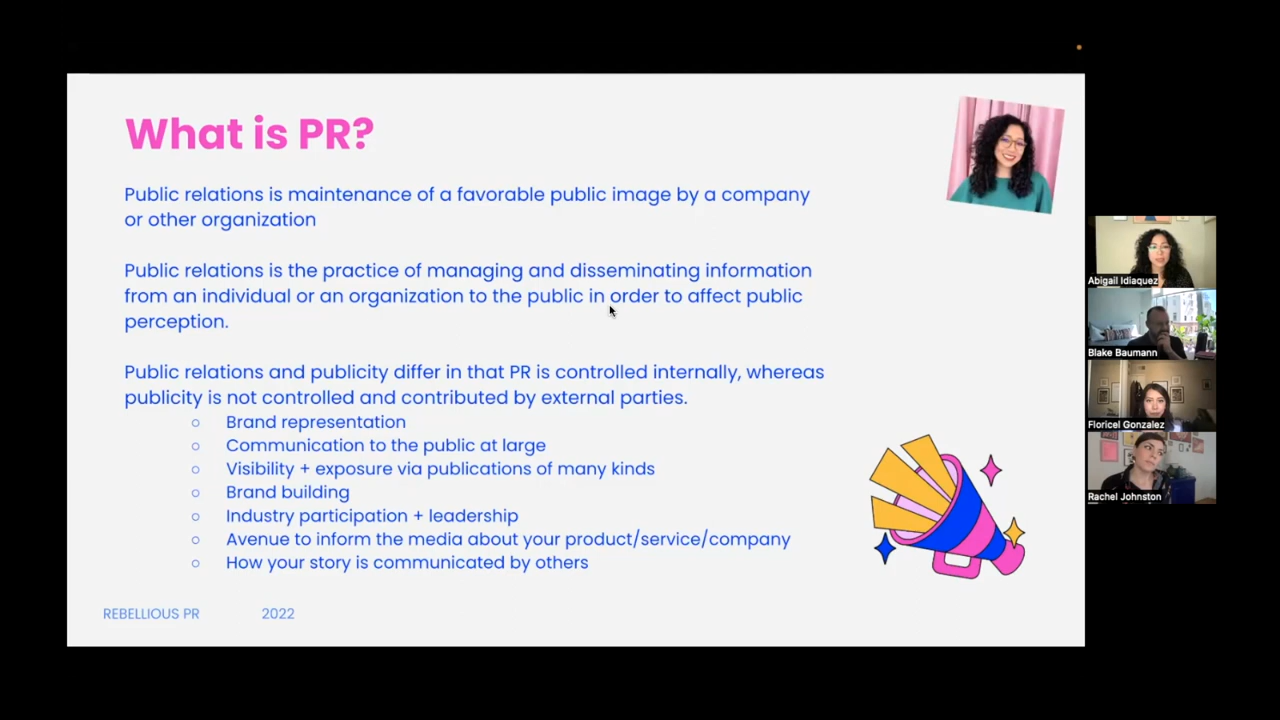 What is PR?
Public relations is maintenance of a favorable public image by a company
or other organization
Public relations is the practice of managing and disseminating information
from an individual or an organization to the public in order to affect public
perception.
Public relations and publicity differ in that PR is controlled internally, whereas
publicity is not controlled and contributed by external parties.
○ Brand representation
○ Communication to the public at large
○ Visibility + exposure via publications of many kinds
○ Brand building
○ Industry participation + leadership
○ Avenue to inform the media about your product/service/company
○ How your story is communicated by others
REBELLIOUS PR 2022
Abigail Idiaquez
Blake Baumann
Floricel Gonzalez
Rachel Johnston